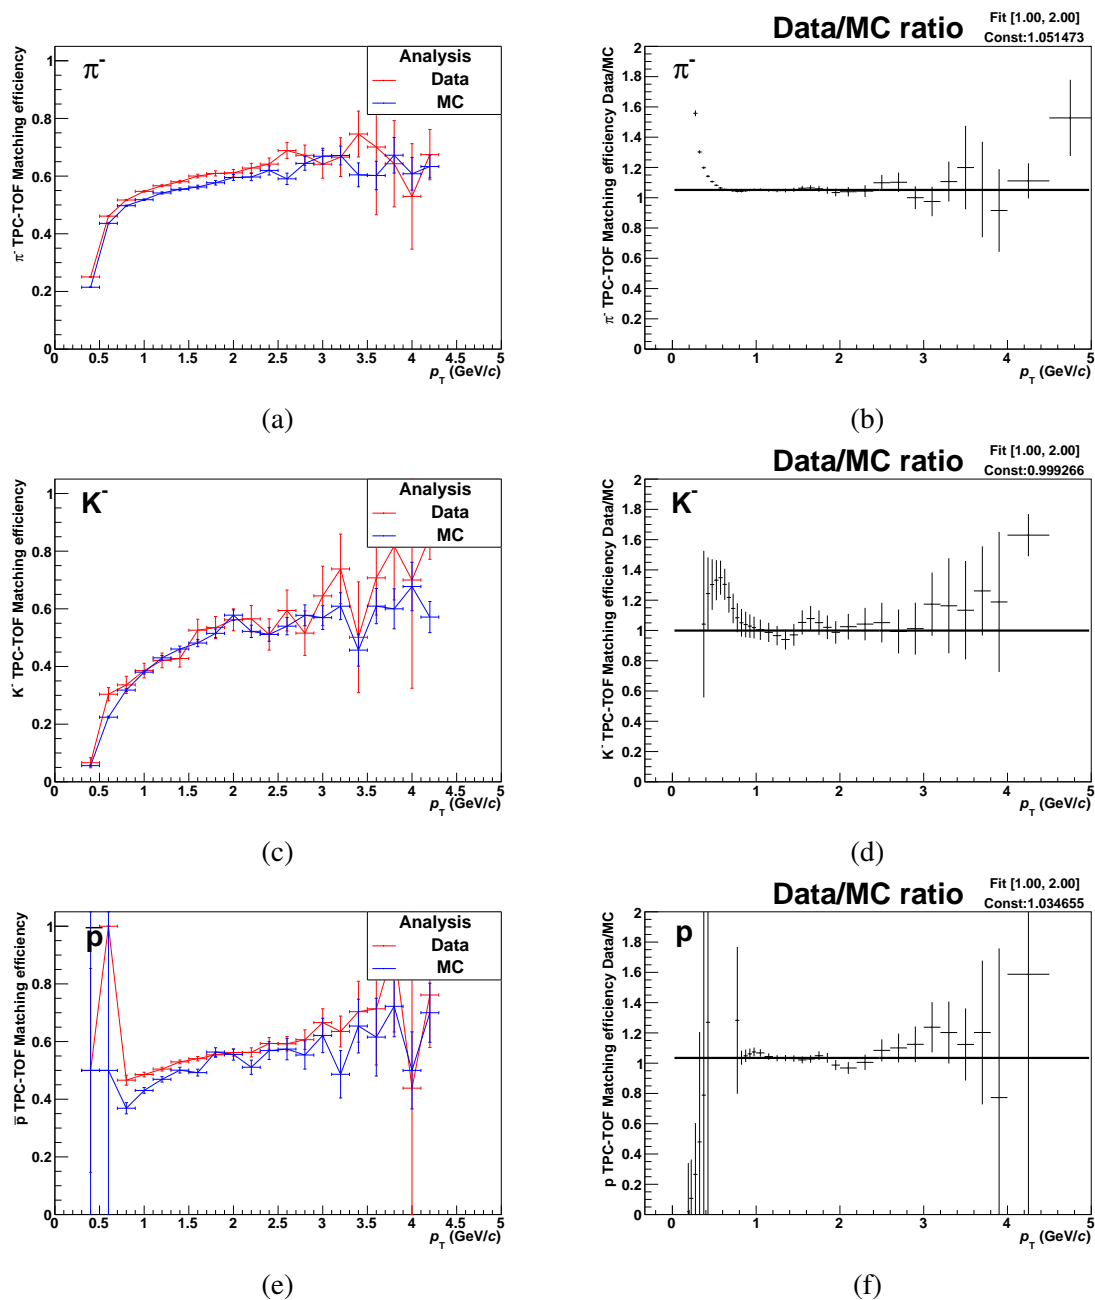 π⁻ TPC-TOF Matching efficiency
1
0.8
0.6
0.4
0.2
0
π⁻
Analysis
Data
MC
0 0.5 1 1.5 2 2.5 3 3.5 4 4.5 5
p_T (GeV/c)
(a)
Data/MC ratio
Fit [1.00, 2.00]
Const:1.051473
π⁻ TPC-TOF Matching efficiency Data/MC
2
1.8
1.6
1.4
1.2
1
0.8
0.6
0.4
0.2
0
π⁻
0 1 2 3 4 5
p_T (GeV/c)
(b)
K⁻ TPC-TOF Matching efficiency
1
0.8
0.6
0.4
0.2
0
K⁻
Analysis
Data
MC
0 0.5 1 1.5 2 2.5 3 3.5 4 4.5 5
p_T (GeV/c)
(c)
Data/MC ratio
Fit [1.00, 2.00]
Const:0.999266
K⁻ TPC-TOF Matching efficiency Data/MC
2
1.8
1.6
1.4
1.2
1
0.8
0.6
0.4
0.2
0
K⁻
0 1 2 3 4 5
p_T (GeV/c)
(d)
p̅ TPC-TOF Matching efficiency
1
0.8
0.6
0.4
0.2
0
p̅
Analysis
Data
MC
0 0.5 1 1.5 2 2.5 3 3.5 4 4.5 5
p_T (GeV/c)
(e)
Data/MC ratio
Fit [1.00, 2.00]
Const:1.034655
p TPC-TOF Matching efficiency Data/MC
2
1.8
1.6
1.4
1.2
1
0.8
0.6
0.4
0.2
0
p
0 1 2 3 4 5
p_T (GeV/c)
(f)